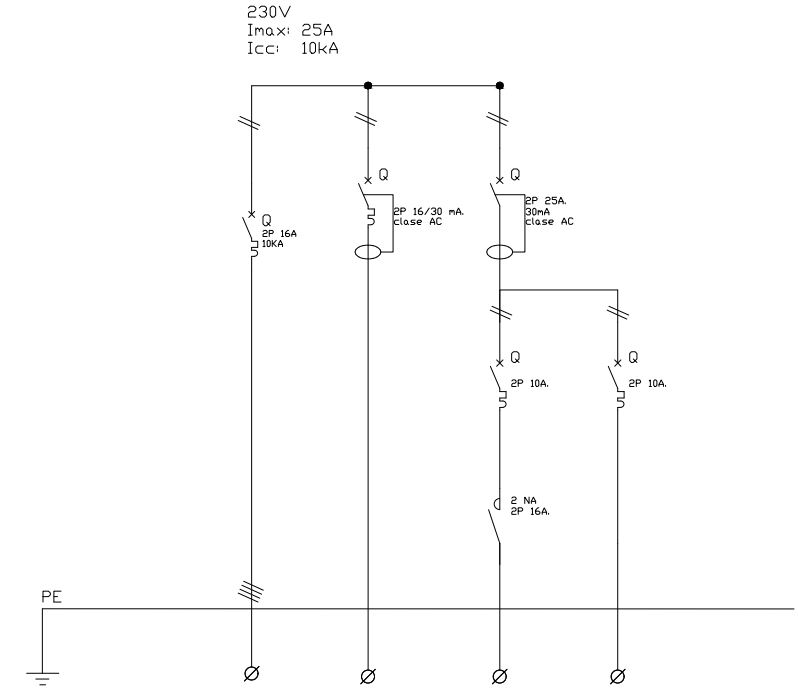 230V
Imax: 25A
Icc: 10kA
Q
Q
2P 16/30 mA.
clase AC
2P 25A.
30mA
clase AC
Q
2P 16A
10KA
Q
Q
2P 10A.
2P 10A.
2 NA
2P 16A.
PE